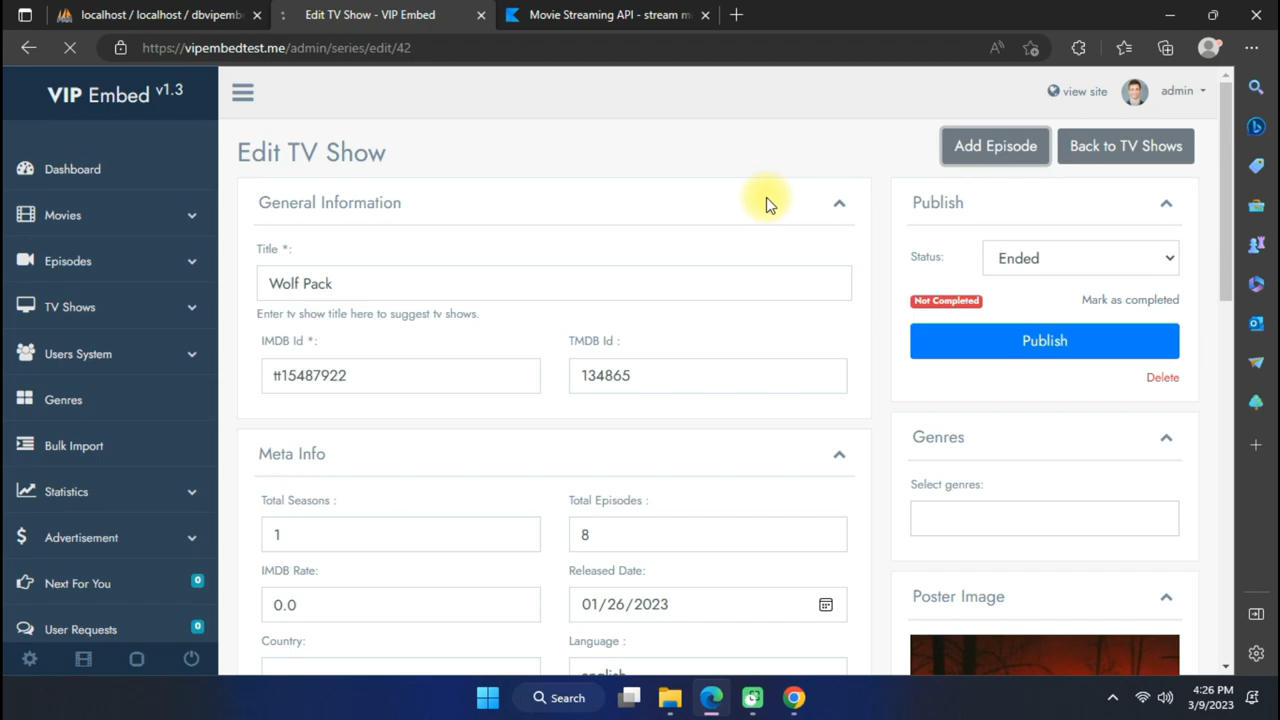 localhost / localhost / dbvipemb
Edit TV Show - VIP Embed
Movie Streaming API - stream m
https://vipembedtest.me/admin/series/edit/42
VIP Embed v1.3
view site
admin
Edit TV Show
Add Episode
Back to TV Shows
Dashboard
Movies
Episodes
TV Shows
Users System
Genres
Bulk Import
Statistics
Advertisement
Next For You 0
User Requests 0
General Information
Title *:
Wolf Pack
Enter tv show title here to suggest tv shows.
IMDB Id *:
TMDB Id :
tt15487922
134865
Meta Info
Total Seasons :
Total Episodes :
1
8
IMDB Rate:
Released Date:
0.0
01/26/2023
Country:
Language :
english
Publish
Status:
Ended
Not Completed
Mark as completed
Publish
Delete
Genres
Select genres:
Poster Image
Search
4:26 PM
3/9/2023